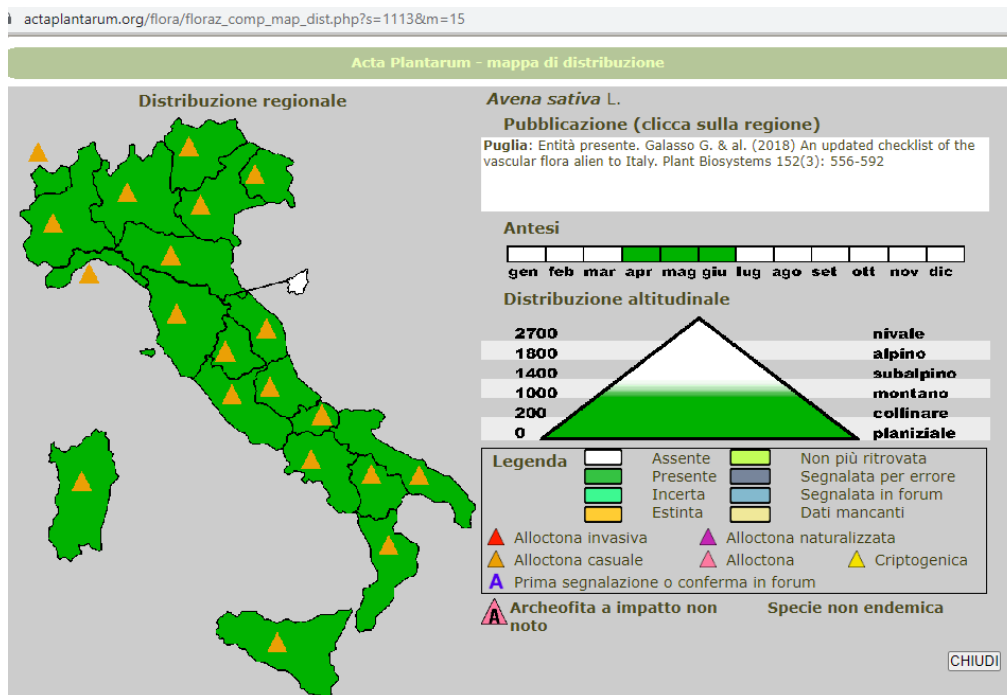 actaplantarum.org/flora/floraz_comp_map_dist.php?s=1113&m=15
Acta Plantarum - mappa di distribuzione
Distribuzione regionale
Avena sativa L.
Pubblicazione (clicca sulla regione)
Puglia: Entità presente. Galasso G. & al. (2018) An updated checklist of the
vascular flora alien to Italy. Plant Biosystems 152(3): 556-592
Antesi
gen feb mar apr mag giu lug ago set ott nov dic
Distribuzione altitudinale
2700 nivale
1800 alpino
1400 subalpino
1000 montano
200 collinare
0 planiziale
Legenda Assente Non più ritrovata
Presente Segnalata per errore
Incerta Segnalata in forum
Estinta Dati mancanti
Alloctona invasiva Alloctona naturalizzata
Alloctona casuale Alloctona Criptogenica
A Prima segnalazione o conferma in forum
A Archeofita a impatto non Specie non endemica
noto
CHIUDI